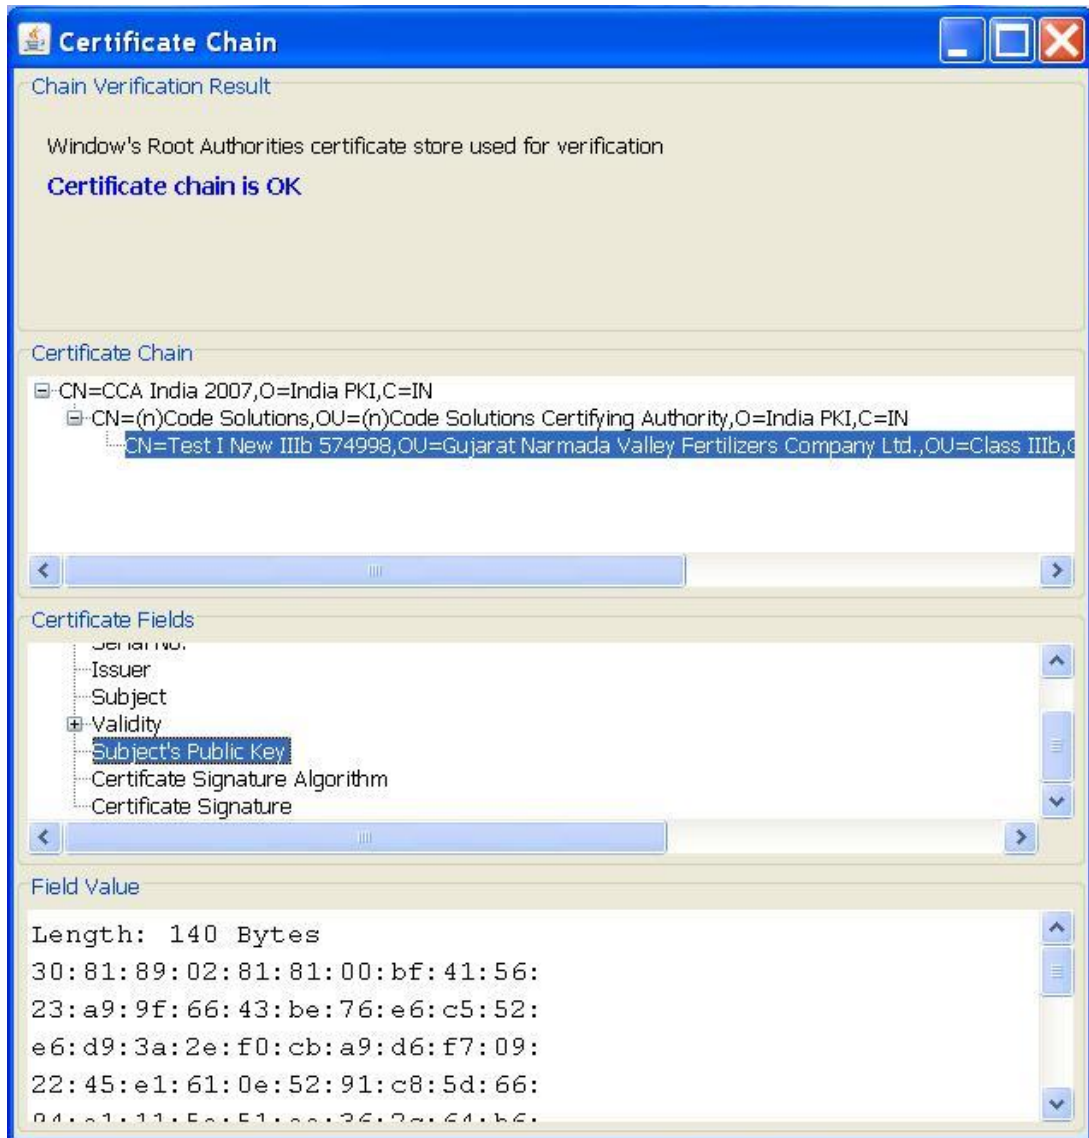 Certificate Chain
Chain Verification Result
Window's Root Authorities certificate store used for verification
Certificate chain is OK
Certificate Chain
CN=CCA India 2007,O=India PKI,C=IN
CN=(n)Code Solutions,OU=(n)Code Solutions Certifying Authority,O=India PKI,C=IN
CN=Test I New IIIb 574998,OU=Gujarat Narmada Valley Fertilizers Company Ltd.,OU=Class IIIb,
Certificate Fields
Serial No.
Issuer
Subject
Validity
Subject's Public Key
Certifcate Signature Algorithm
Certificate Signature
Field Value
Length: 140 Bytes
30:81:89:02:81:81:00:bf:41:56:
23:a9:9f:66:43:be:76:e6:c5:52:
e6:d9:3a:2e:f0:cb:a9:d6:f7:09:
22:45:e1:61:0e:52:91:c8:5d:66: